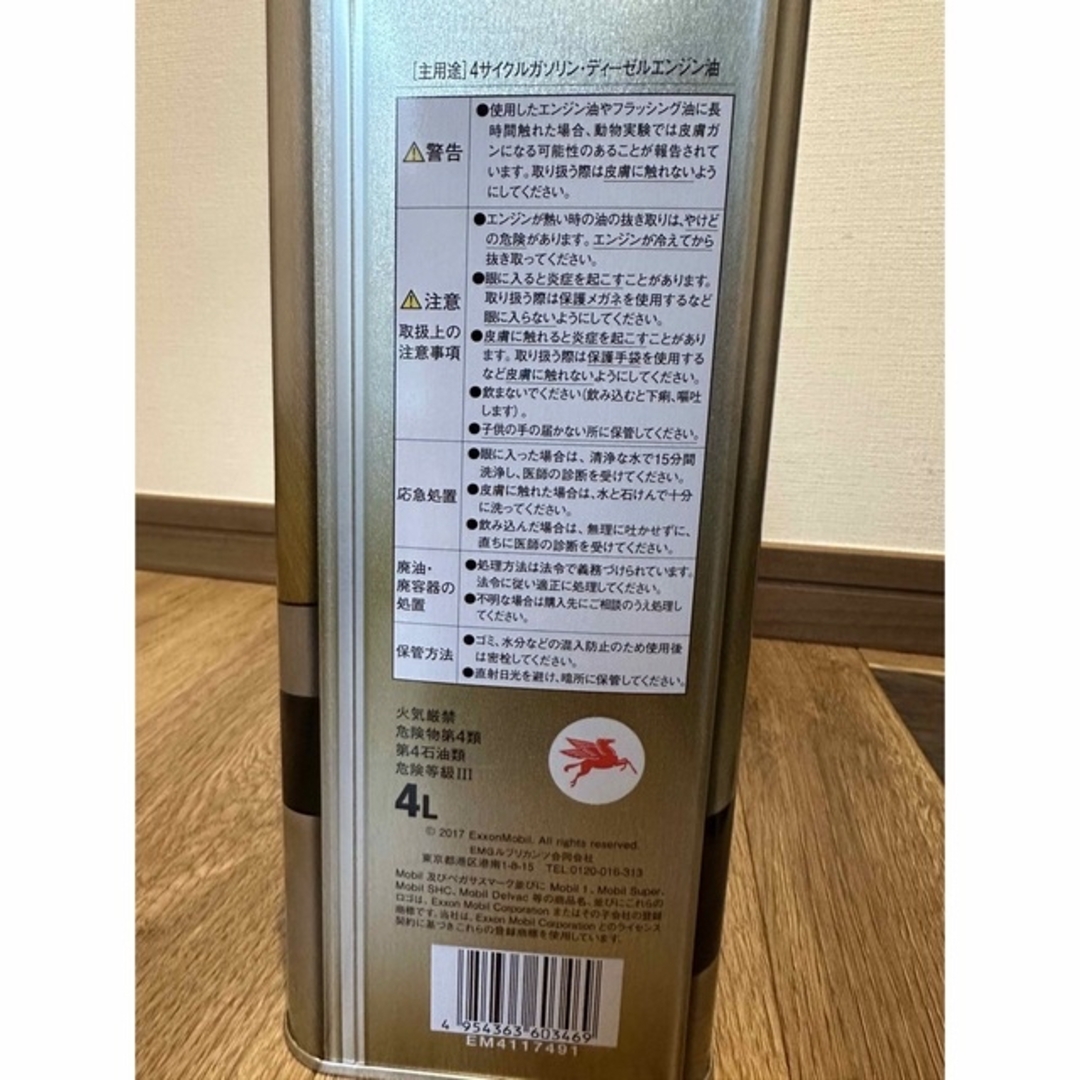 [主用途]4サイクルガソリン・ディーゼルエンジン油
⚠警告
●使用したエンジン油やフラッシング油に長
時間触れた場合、動物実験では皮膚ガ
ンになる可能性のあることが報告されて
います。取り扱う際は皮膚に触れないよう
にしてください。
⚠注意
取扱上の
注意事項
●エンジンが熱い時の油の抜き取りは、やけど
の危険があります。エンジンが冷えてから
抜き取ってください。
●眼に入ると炎症を起こすことがあります。
取り扱う際は保護メガネを使用するなど
眼に入らないようにしてください。
●皮膚に触れると炎症を起こすことがあり
ます。取り扱う際は保護手袋を使用する
など皮膚に触れないようにしてください。
●飲まないでください(飲み込むと下痢、嘔吐
します)。
●子供の手の届かない所に保管してください。
応急処置
●眼に入った場合は、清浄な水で15分間
洗浄し、医師の診断を受けてください。
●皮膚に触れた場合は、水と石けんで十分
に洗ってください。
●飲み込んだ場合は、無理に吐かせずに、
直ちに医師の診断を受けてください。
廃油・
廃容器の
処置
●処理方法は法令で義務づけられています。
法令に従い適正に処理してください。
●不明な場合は購入先にご相談のうえ処理し
てください。
保管方法
●ゴミ、水分などの混入防止のため使用後
は密栓してください。
●直射日光を避け、暗所に保管してください。
火気厳禁
危険物第4類
第4石油類
危険等級III
4L
© 2017 ExxonMobil. All rights reserved.
EMGルブリカンツ合同会社
東京都港区港南1-8-15 TEL:0120-016-313
Mobil 及びペガサスマーク並びに Mobil 1、Mobil Super、
Mobil SHC、Mobil Delvac 等の商品名、並びにこれらの
ロゴは、Exxon Mobil Corporation またはその子会社の登録
商標です。当社は、Exxon Mobil Corporation とのライセンス
契約に基づきこれらの登録商標を使用しています。
4 954363 603469
EM4117491